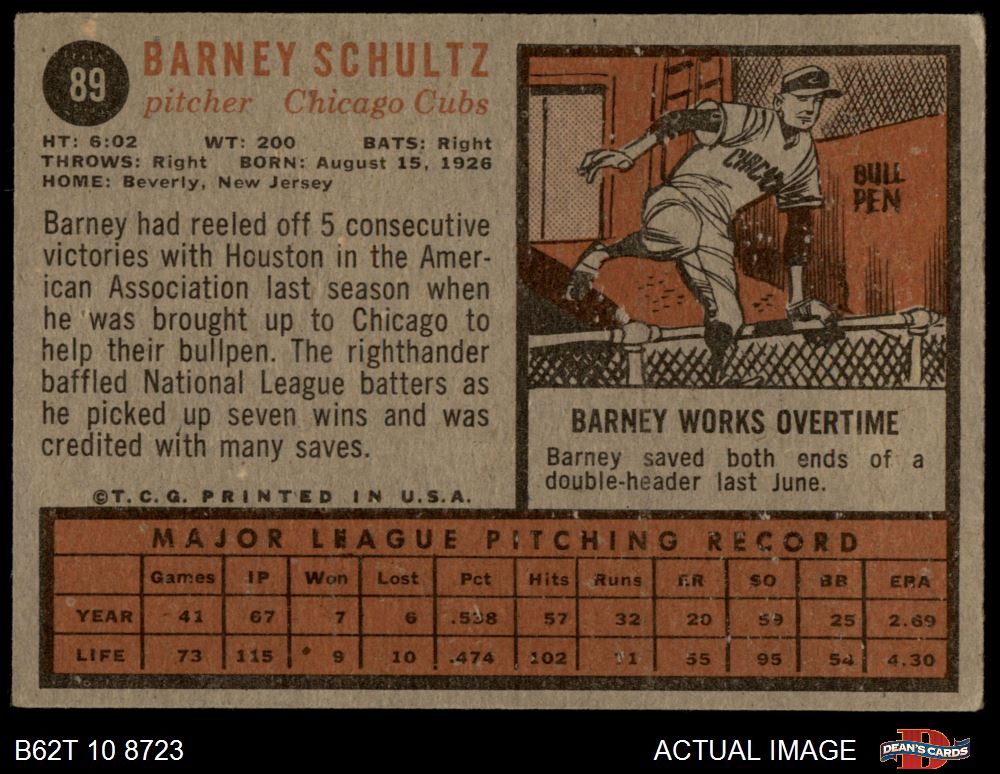 89
BARNEY SCHULTZ
pitcher Chicago Cubs
HT: 6:02 WT: 200 BATS: Right
THROWS: Right BORN: August 15, 1926
HOME: Beverly, New Jersey
Barney had reeled off 5 consecutive
victories with Houston in the Amer-
ican Association last season when
he was brought up to Chicago to
help their bullpen. The righthander
baffled National League batters as
he picked up seven wins and was
credited with many saves.
©T. C. G. PRINTED IN U.S.A.
CHICAGO
BULL
PEN
BARNEY WORKS OVERTIME
Barney saved both ends of a
double-header last June.
MAJOR LEAGUE PITCHING RECORD
Games IP Won Lost Pct Hits Runs ER SO BB ERA
YEAR 41 67 7 6 .538 57 32 20 59 25 2.69
LIFE 73 115 9 10 .474 102 55 95 54 4.30
B62T 10 8723
ACTUAL IMAGE
D
DEAN'S CARDS